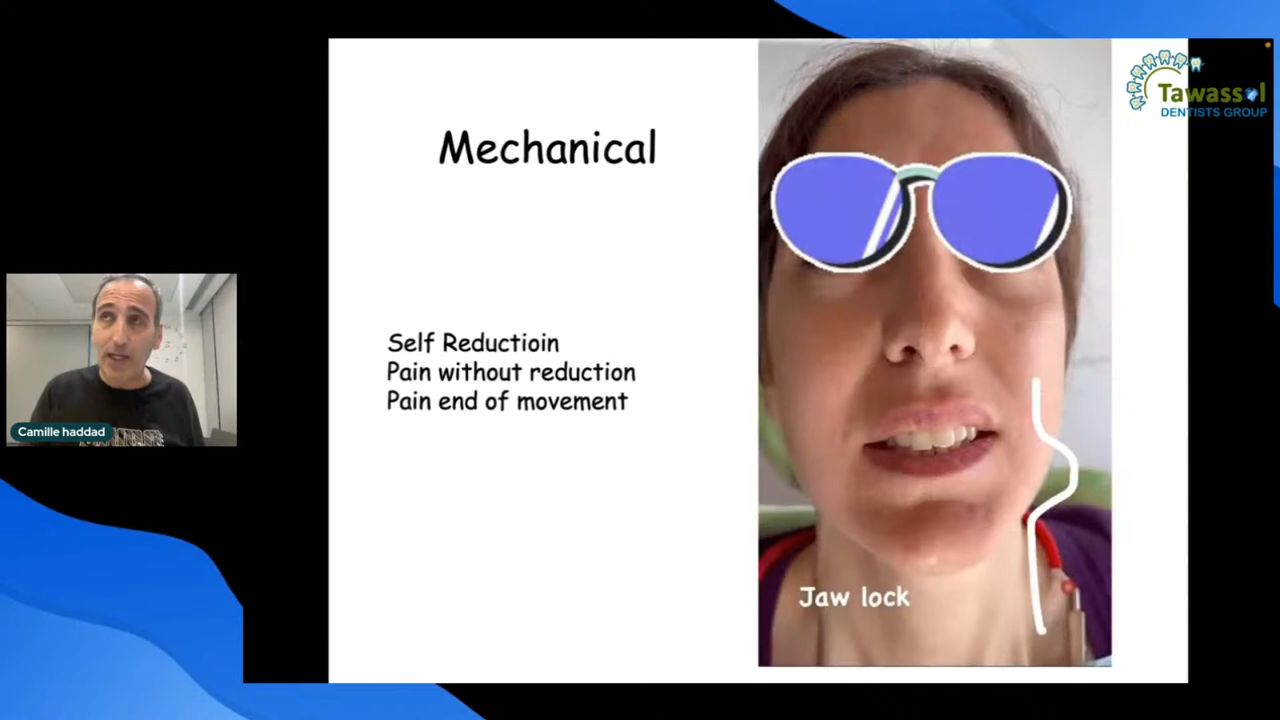 Mechanical
Self Reductioin
Pain without reduction
Pain end of movement
Jaw lock
Camille haddad
Tawassol
DENTISTS GROUP